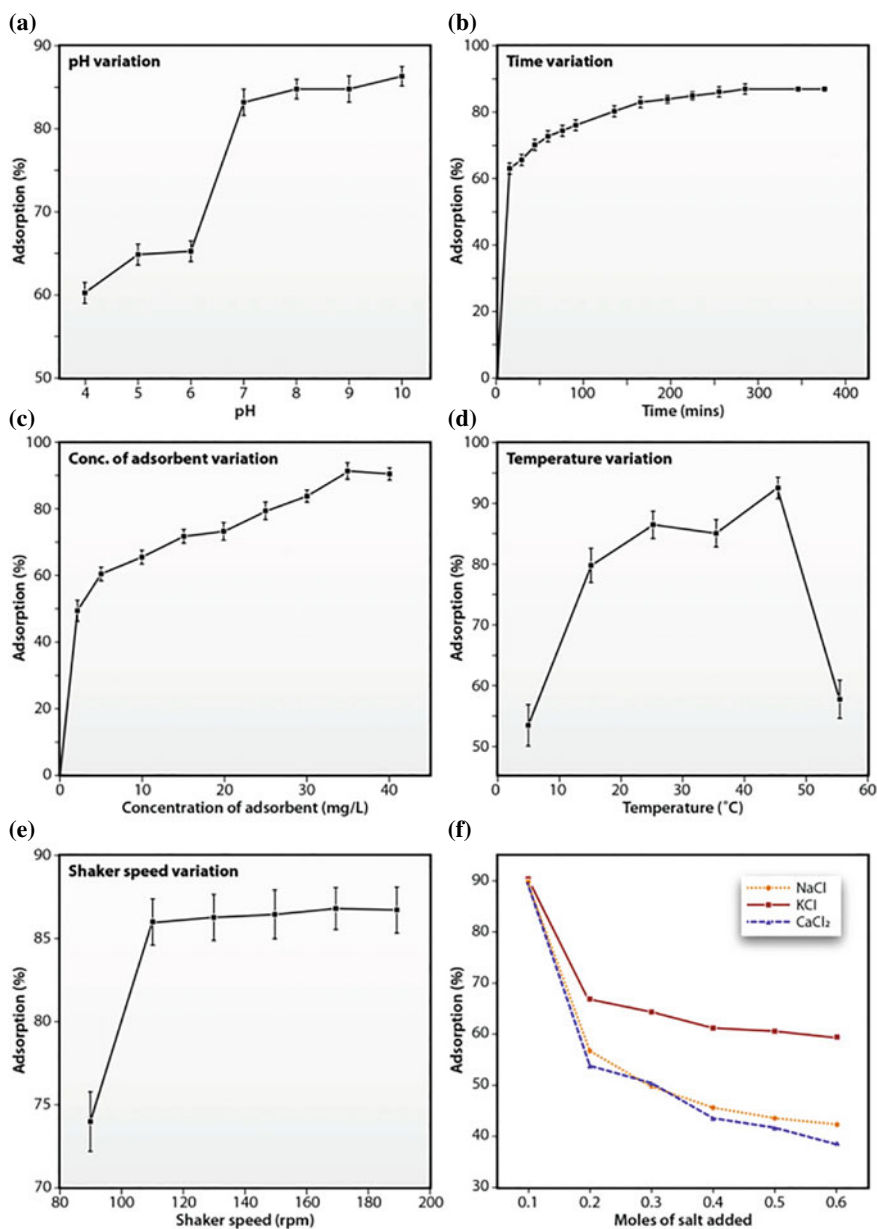 (a)
pH variation
90
85
65
60
50
Adsorption (%)
4 5 6 7 8 9 10
pH
(b)
Time variation
100
80
60
40
20
0
Adsorption (%)
0 100 200 300 400
Time (mins)
(c)
Conc. of adsorbent variation
100
80
60
40
80
0
Adsorption (%)
0 10 20 30 40
Concentration of adsorbent (mg/L)
(d)
Temperature variation
100
90
80
90
60
50
Adsorption (%)
0 10 20 30 40 50 60
Temperature (˚C)
(e)
Shaker speed variation
90
85
80
75
70
Adsorption (%)
80 100 120 140 160 180 200
Shaker speed (rpm)
(f)
NaCl
KCl
CaCl₂
90
80
70
60
50
40
30
Adsorption (%)
0.1 0.2 0.3 0.4 0.5 0.6
Moles of salt added